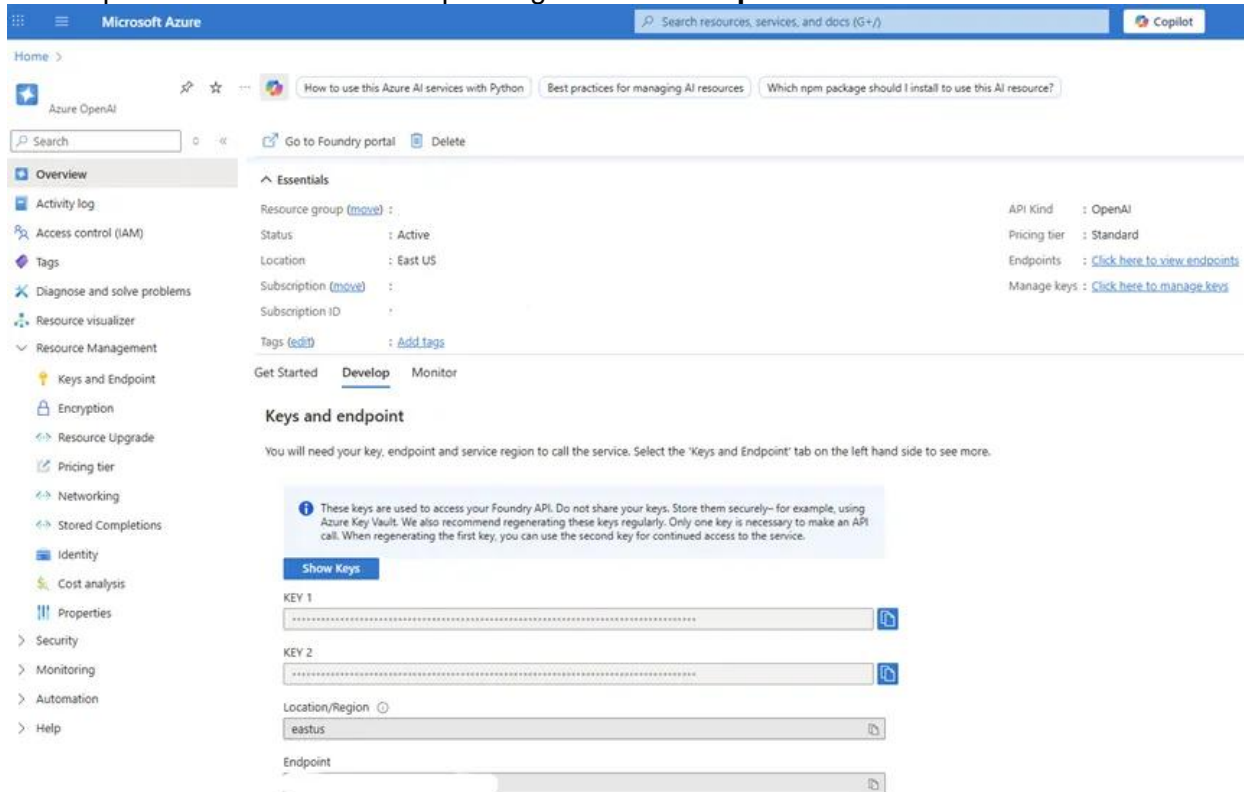 Microsoft Azure
Search resources, services, and docs (G+/)
Copilot
Home >
Azure OpenAI
How to use this Azure AI services with Python
Best practices for managing AI resources
Which npm package should I install to use this AI resource?
Search
Go to Foundry portal
Delete
Overview
Activity log
Access control (IAM)
Tags
Diagnose and solve problems
Resource visualizer
Resource Management
Keys and Endpoint
Encryption
Resource Upgrade
Pricing tier
Networking
Stored Completions
Identity
Cost analysis
Properties
Security
Monitoring
Automation
Help
Essentials
Resource group (move) :
Status : Active
Location : East US
Subscription (move) :
Subscription ID :
Tags (edit) : Add tags
API Kind : OpenAI
Pricing tier : Standard
Endpoints : Click here to view endpoints
Manage keys : Click here to manage keys
Get Started Develop Monitor
Keys and endpoint
You will need your key, endpoint and service region to call the service. Select the 'Keys and Endpoint' tab on the left hand side to see more.
These keys are used to access your Foundry API. Do not share your keys. Store them securely– for example, using
Azure Key Vault. We also recommend regenerating these keys regularly. Only one key is necessary to make an API
call. When regenerating the first key, you can use the second key for continued access to the service.
Show Keys
KEY 1
KEY 2
Location/Region
eastus
Endpoint